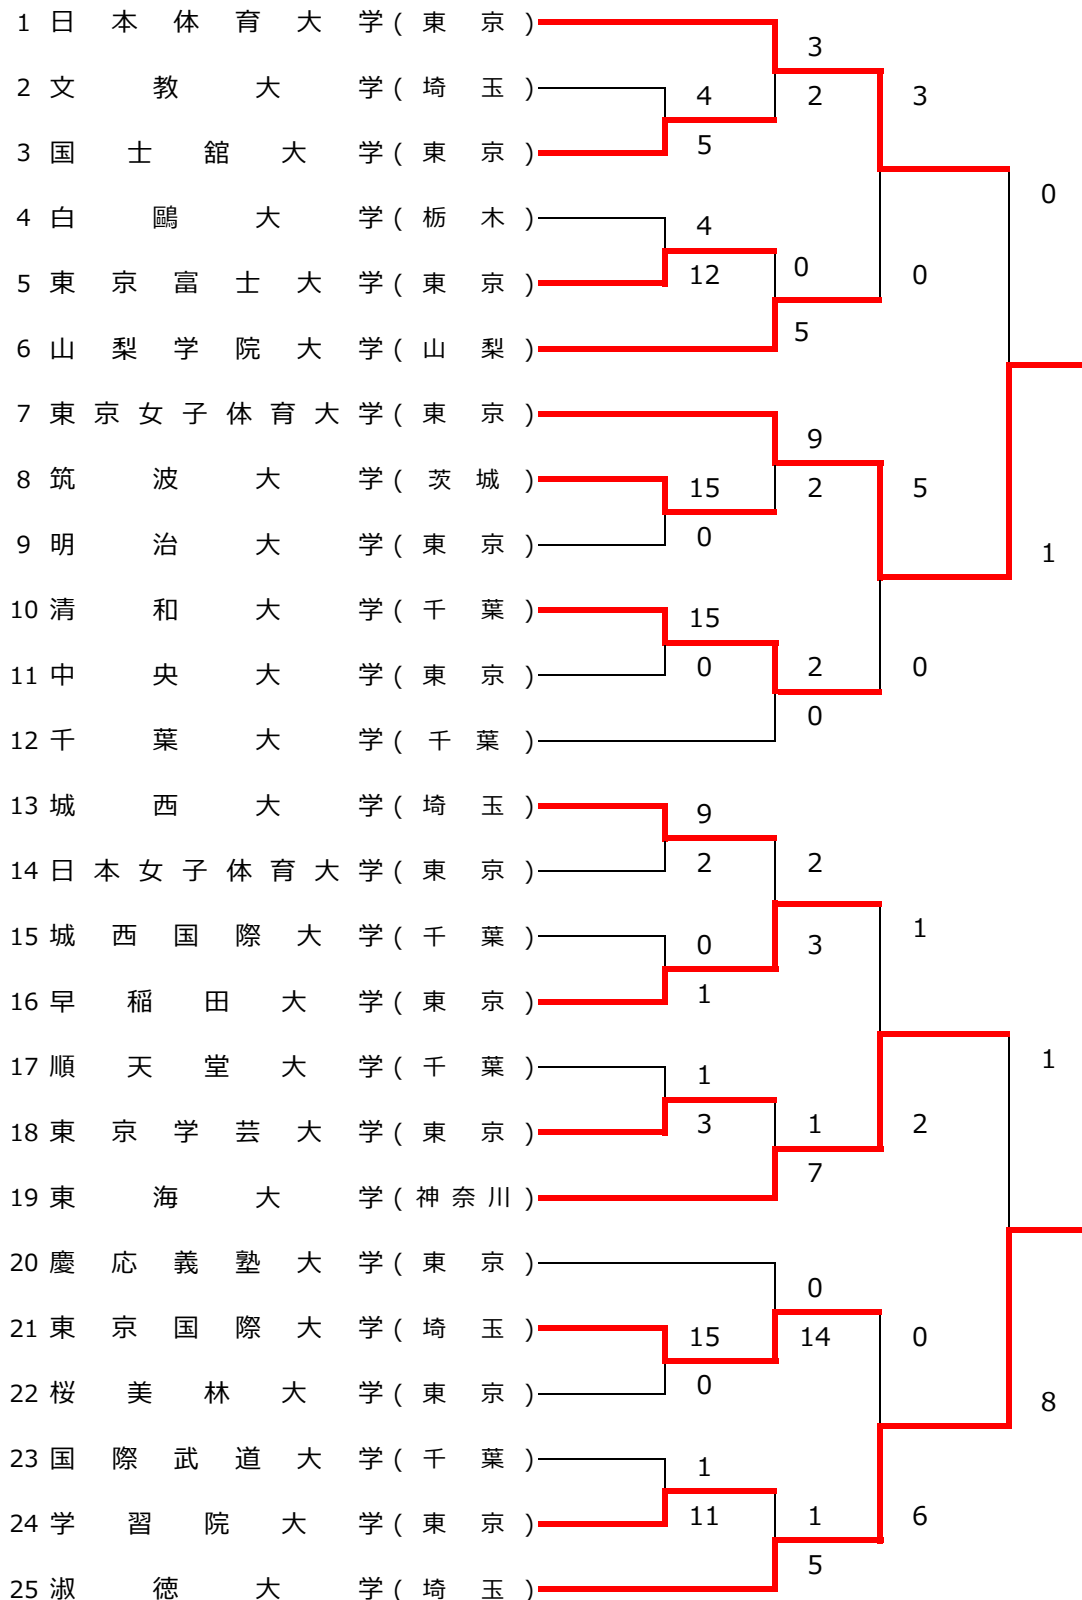 1 日本体育大学(東京)
3
2 文教大学(埼玉)
4 2 3
3 国士舘大学(東京)
5
0
4 白鷗大学(栃木)
4
5 東京富士大学(東京)
12 0 0
6 山梨学院大学(山梨)
5
7 東京女子体育大学(東京)
9
8 筑波大学(茨城)
15 2 5
9 明治大学(東京)
0
1
10 清和大学(千葉)
15
11 中央大学(東京)
0 2 0
0
12 千葉大学(千葉)
13 城西大学(埼玉)
9
14 日本女子体育大学(東京)
2 2
15 城西国際大学(千葉)
0 3 1
16 早稲田大学(東京)
1
17 順天堂大学(千葉)
1 1
18 東京学芸大学(東京)
3 1 2
7
19 東海大学(神奈川)
20 慶応義塾大学(東京)
0
21 東京国際大学(埼玉)
15 14 0
22 桜美林大学(東京)
0
8
23 国際武道大学(千葉)
1
24 学習院大学(東京)
11 1 6
5
25 淑徳大学(埼玉)